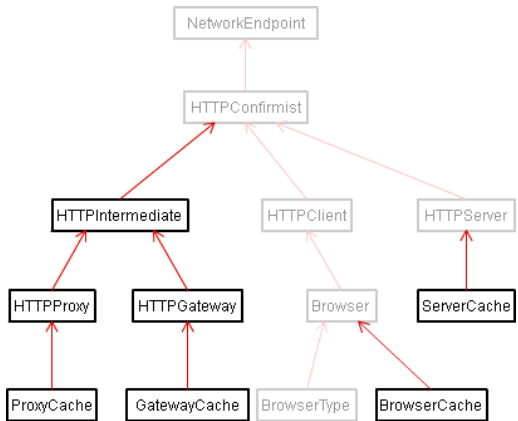 NetworkEndpoint
HTTPConfirmist
HTTPIntermediate
HTTPClient
HTTPServer
HTTPProxy
HTTPGateway
Browser
ServerCache
ProxyCache
GatewayCache
BrowserType
BrowserCache